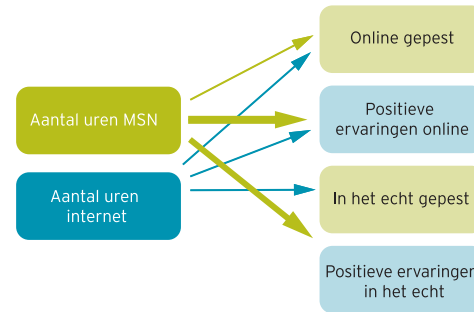 Aantal uren MSN
Aantal uren
internet
Online gepest
Positieve
ervaringen online
In het echt gepest
Positieve ervaringen
in het echt